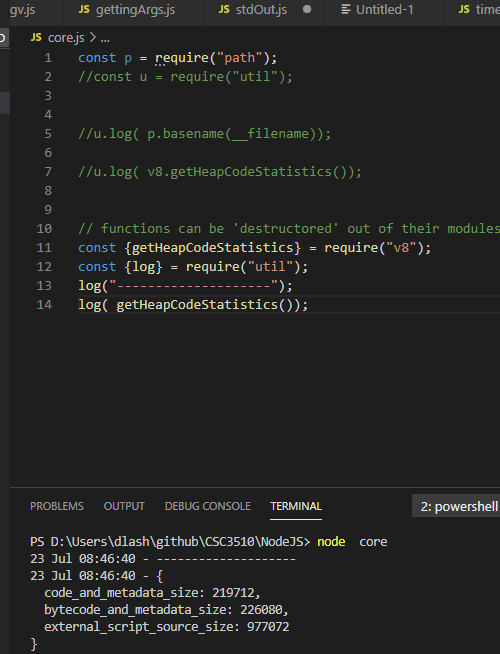 gv.js JS gettingArgs.js JS stdOut.js Untitled-1 JS time
JS core.js > ...
1 const p = require("path");
2 //const u = require("util");
3
4
5 //u.log( p.basename(__filename));
6
7 //u.log( v8.getHeapCodeStatistics());
8
9
10 // functions can be 'destructored' out of their modules
11 const {getHeapCodeStatistics} = require("v8");
12 const {log} = require("util");
13 log("--------------------");
14 log( getHeapCodeStatistics());
PROBLEMS OUTPUT DEBUG CONSOLE TERMINAL 2: powershell
PS D:\Users\dlash\github\CSC3510\NodeJS> node  core
23 Jul 08:46:40 - --------------------
23 Jul 08:46:40 - {
  code_and_metadata_size: 219712,
  bytecode_and_metadata_size: 226080,
  external_script_source_size: 977072
}